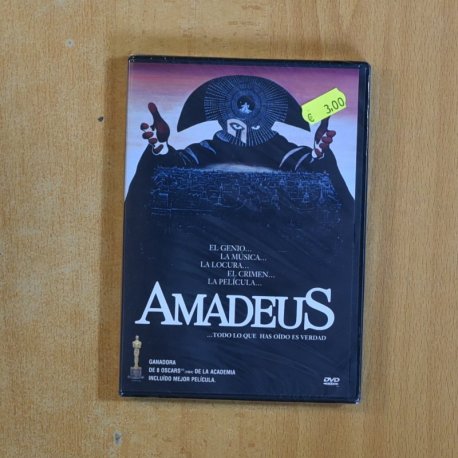 € 3,00
EL GENIO...
LA MÚSICA...
LA LOCURA...
EL CRIMEN...
LA PELÍCULA...
AMADEUS
...TODO LO QUE HAS OÍDO ES VERDAD
GANADORA
DE 8 OSCARS DE LA ACADEMIA
INCLUÍDO MEJOR PELÍCULA.
DVD